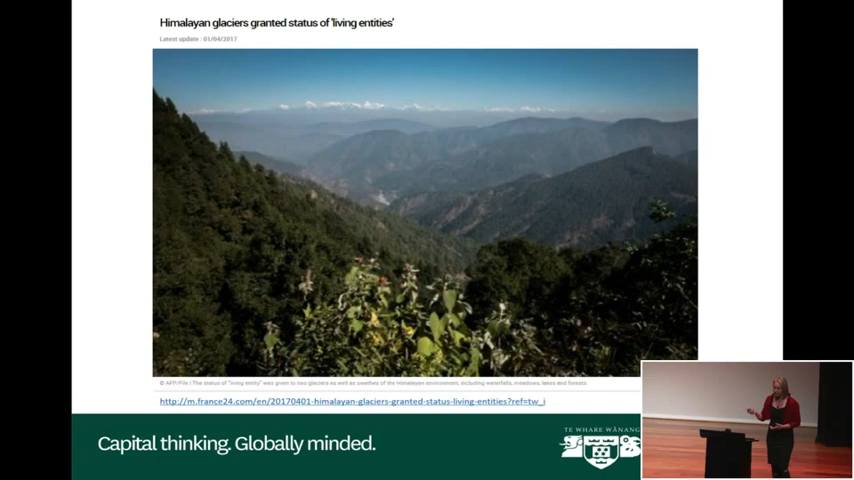 Himalayan glaciers granted status of 'living entities'
Latest update : 01/04/2017
© AFP/File | The status of "living entity" was given to two glaciers as well as swathes of the Himalayan environment, including waterfalls, meadows, lakes and forests.
http://m.france24.com/en/20170401-himalayan-glaciers-granted-status-living-entities?ref=tw_i
Capital thinking. Globally minded.
TE WHARE WĀNANG